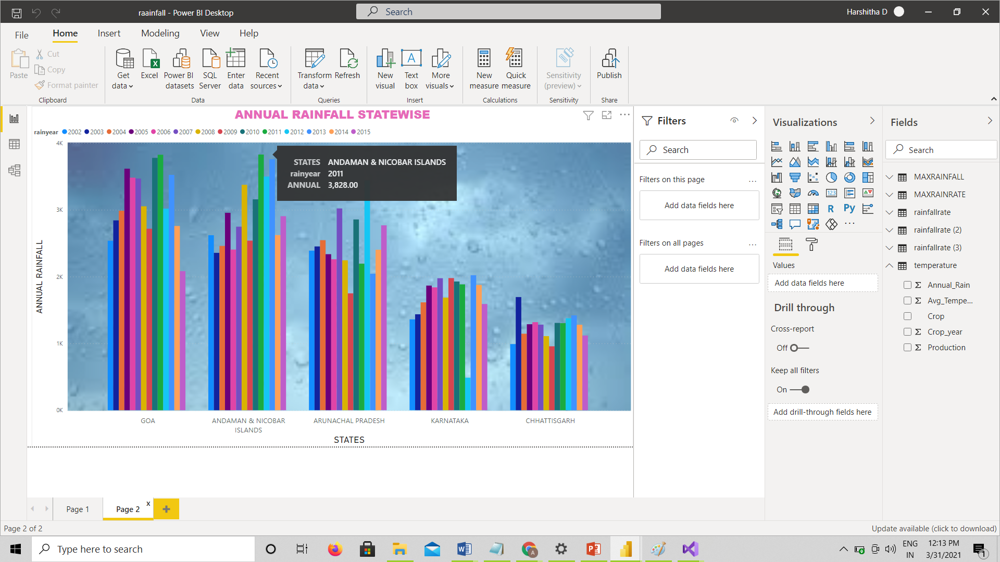 raainfall - Power BI Desktop
Search
Harshitha D
File
Home
Insert
Modeling
View
Help
Paste
Cut
Copy
Format painter
Clipboard
Get data
Excel
Power BI datasets
SQL Server
Enter data
Recent sources
Data
Transform data
Refresh
Queries
New visual
Text box
More visuals
Insert
New measure
Quick measure
Calculations
Sensitivity (preview)
Sensitivity
Publish
Share
ANNUAL RAINFALL STATEWISE
rainyear 2002 2003 2004 2005 2006 2007 2008 2009 2010 2011 2012 2013 2014 2015
4K
3K
2K
1K
0K
ANNUAL RAINFALL
STATES ANDAMAN & NICOBAR ISLANDS
rainyear 2011
ANNUAL 3,828.00
GOA
ANDAMAN & NICOBAR
ISLANDS
ARUNACHAL PRADESH
KARNATAKA
CHHATTISGARH
STATES
Filters
Search
Filters on this page
Add data fields here
Filters on all pages
Add data fields here
Visualizations
123
R
Py
Values
Add data fields here
Drill through
Cross-report
Off
Keep all filters
On
Add drill-through fields here
Fields
Search
MAXRAINFALL
MAXRAINRATE
rainfallrate
rainfallrate (2)
rainfallrate (3)
temperature
Σ Annual_Rain
Σ Avg_Tempe...
Crop
Σ Crop_year
Σ Production
Page 1
Page 2
x
+
Page 2 of 2
Update available (click to download)
Type here to search
ENG
IN
12:13 PM
3/31/2021
1